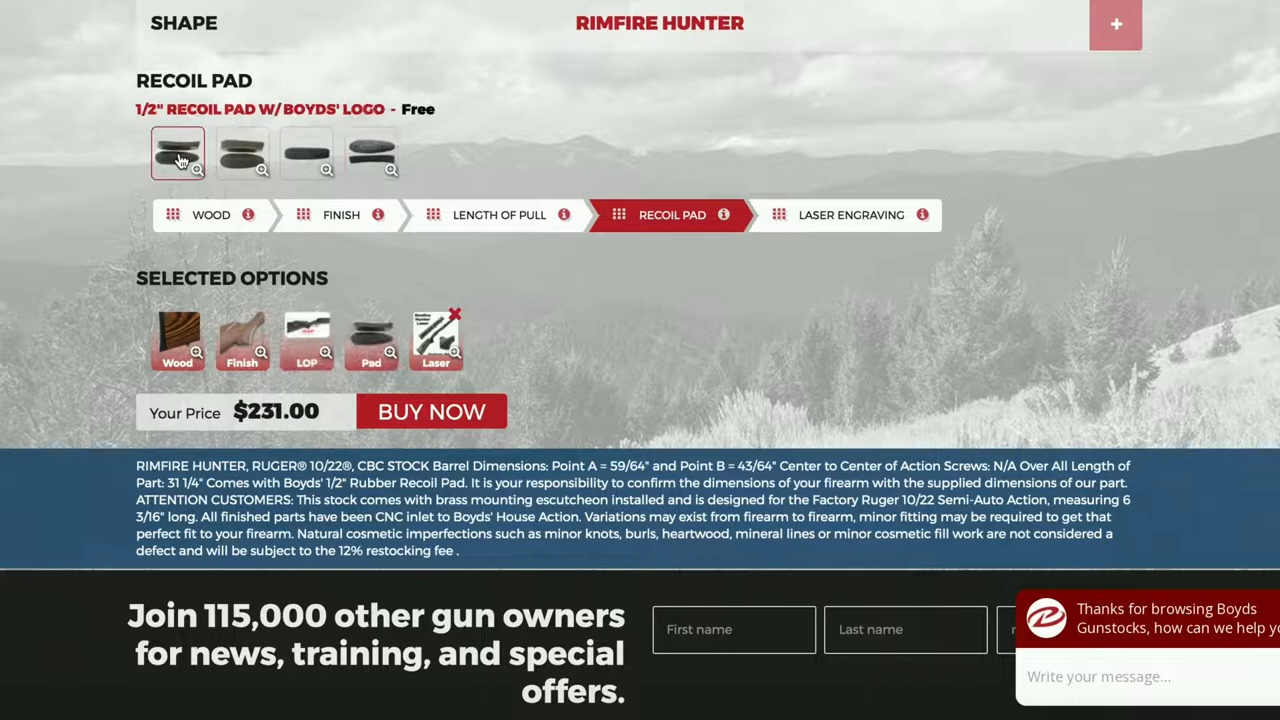 SHAPE
RIMFIRE HUNTER
+
RECOIL PAD
1/2" RECOIL PAD W/ BOYDS' LOGO - Free
WOOD
FINISH
LENGTH OF PULL
RECOIL PAD
LASER ENGRAVING
SELECTED OPTIONS
Wood
Finish
LOP
Pad
Rimfire
Hunter
Laser
Your Price $231.00
BUY NOW
RIMFIRE HUNTER, RUGER® 10/22®, CBC STOCK Barrel Dimensions: Point A = 59/64" and Point B = 43/64" Center to Center of Action Screws: N/A Over All Length of
Part: 31 1/4" Comes with Boyds' 1/2" Rubber Recoil Pad. It is your responsibility to confirm the dimensions of your firearm with the supplied dimensions of our part.
ATTENTION CUSTOMERS: This stock comes with brass mounting escutcheon installed and is designed for the Factory Ruger 10/22 Semi-Auto Action, measuring 6
3/16" long. All finished parts have been CNC inlet to Boyds' House Action. Variations may exist from firearm to firearm, minor fitting may be required to get that
perfect fit to your firearm. Natural cosmetic imperfections such as minor knots, burls, heartwood, mineral lines or minor cosmetic fill work are not considered a
defect and will be subject to the 12% restocking fee .
Join 115,000 other gun owners
for news, training, and special
offers.
First name
Last name
Thanks for browsing Boyds
Gunstocks, how can we help
Write your message...